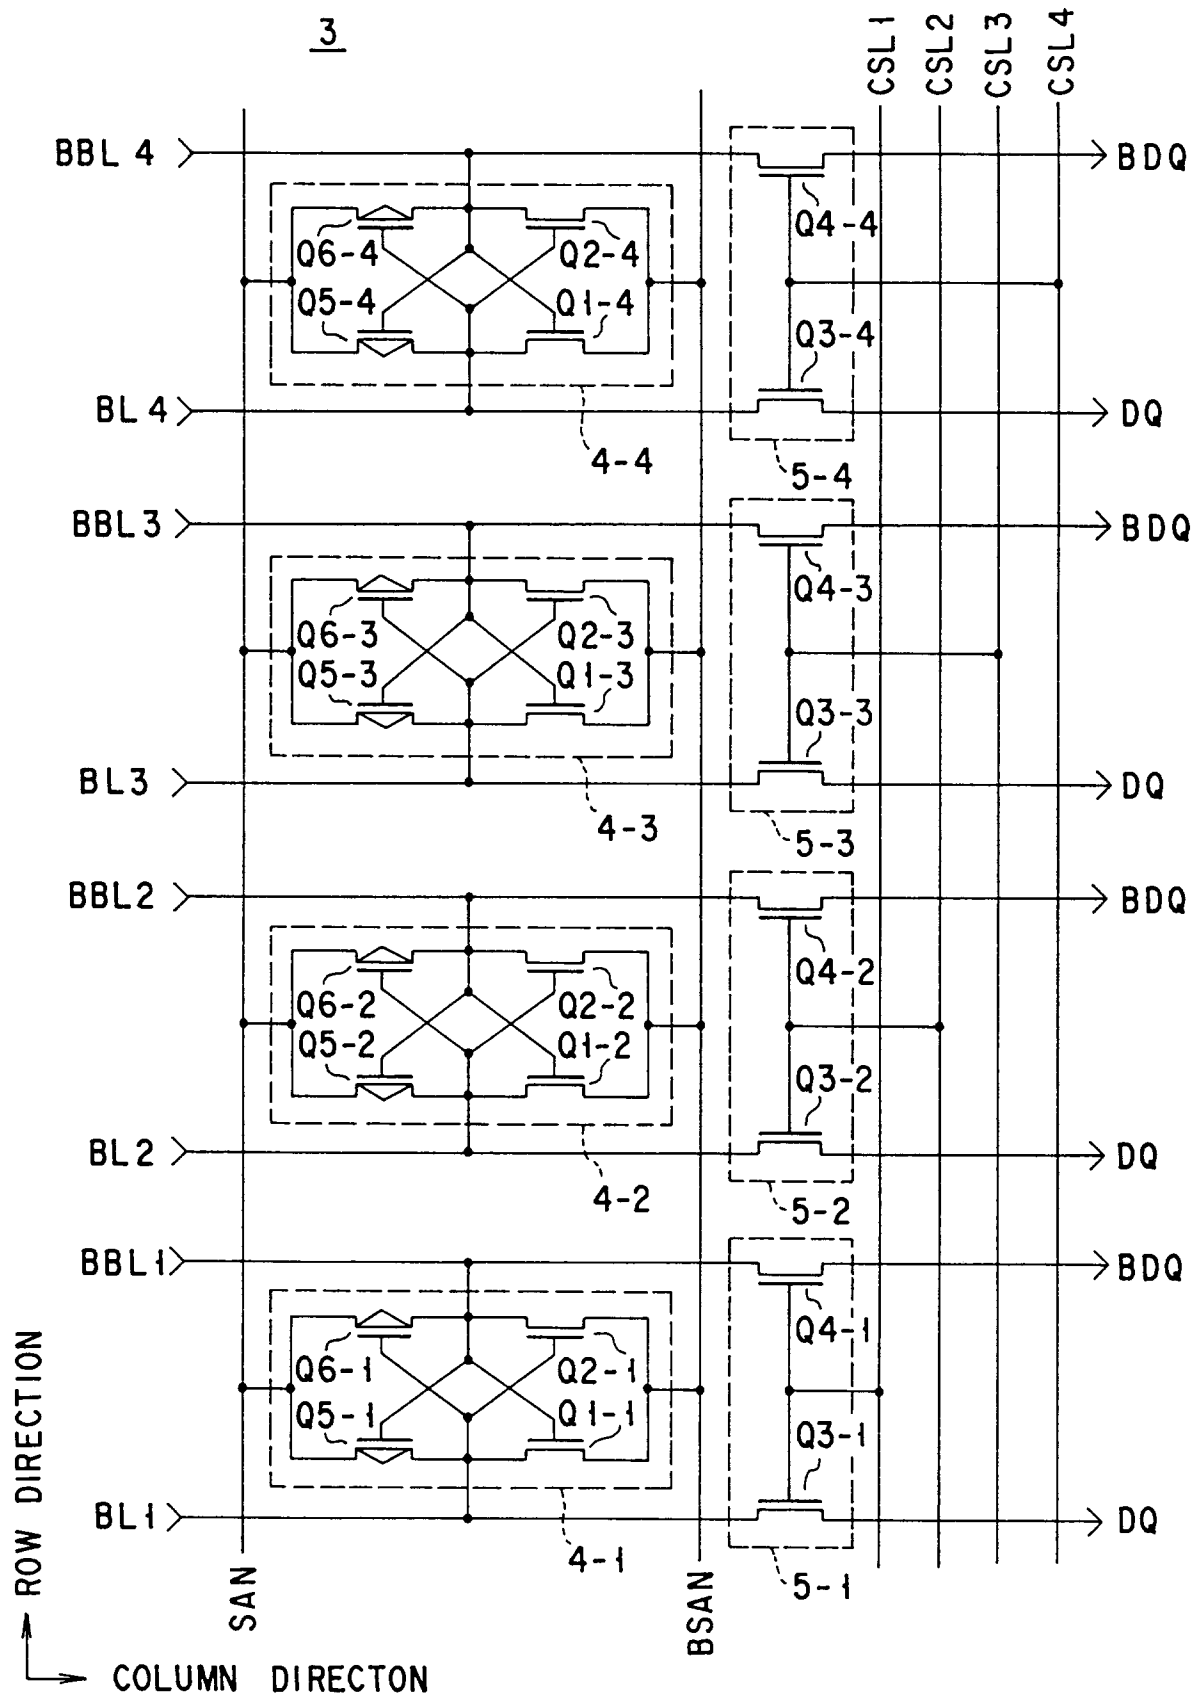 3
CSL1
CSL2
CSL3
CSL4
BBL 4
BDQ
Q4-4
Q6-4
Q2-4
Q5-4
Q1-4
Q3-4
BL 4
DQ
4-4
5-4
BBL3
BDQ
Q4-3
Q6-3
Q2-3
Q5-3
Q1-3
Q3-3
BL3
DQ
4-3
5-3
BBL2
BDQ
Q4-2
Q6-2
Q2-2
Q5-2
Q1-2
Q3-2
BL2
DQ
4-2
5-2
BBL1
BDQ
Q4-1
Q6-1
Q2-1
Q5-1
Q1-1
Q3-1
BL1
DQ
4-1
5-1
SAN
BSAN
ROW DIRECTION
COLUMN DIRECTON